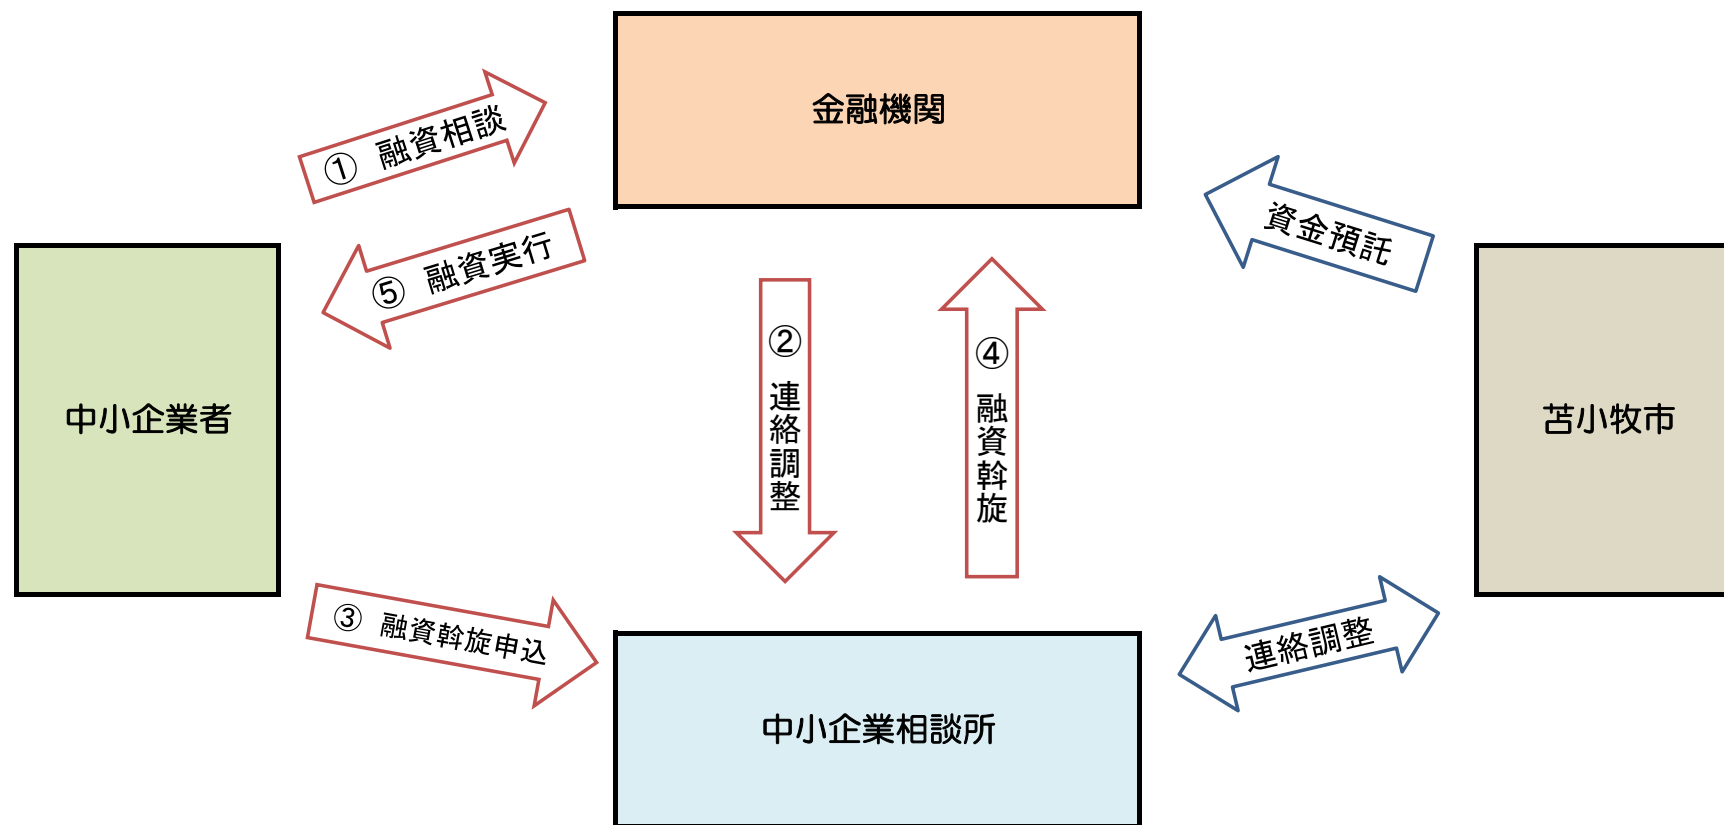 金融機関
① 融資相談
⑤ 融資実行
資金預託
中小企業者
② 連絡調整
④ 融資斡旋
苫小牧市
③ 融資斡旋申込
連絡調整
中小企業相談所